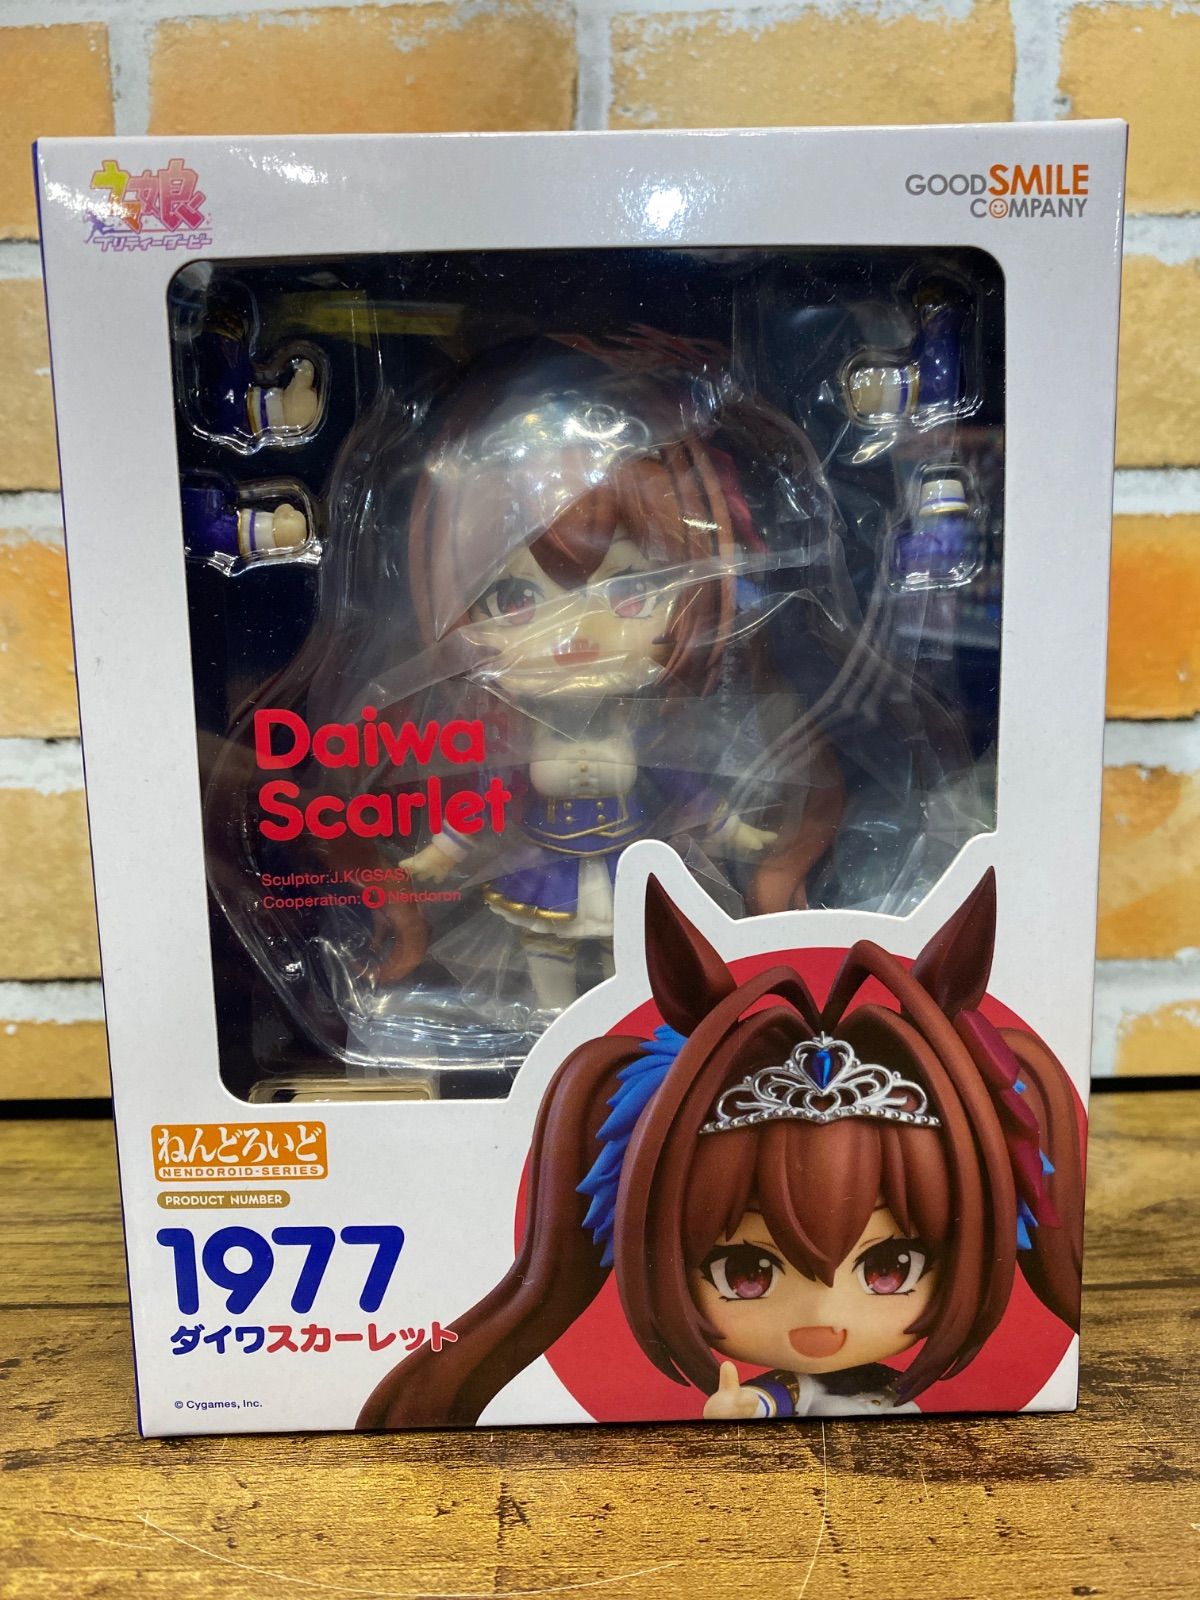 ウマ娘
プリティーダービー
GOOD SMILE
COMPANY
Daiwa
Scarlet
Sculptor:J.K(GSAS)
Cooperation: Nendoron
ねんどろいど
NENDOROID-SERIES
PRODUCT NUMBER
1977
ダイワスカーレット
© Cygames, Inc.